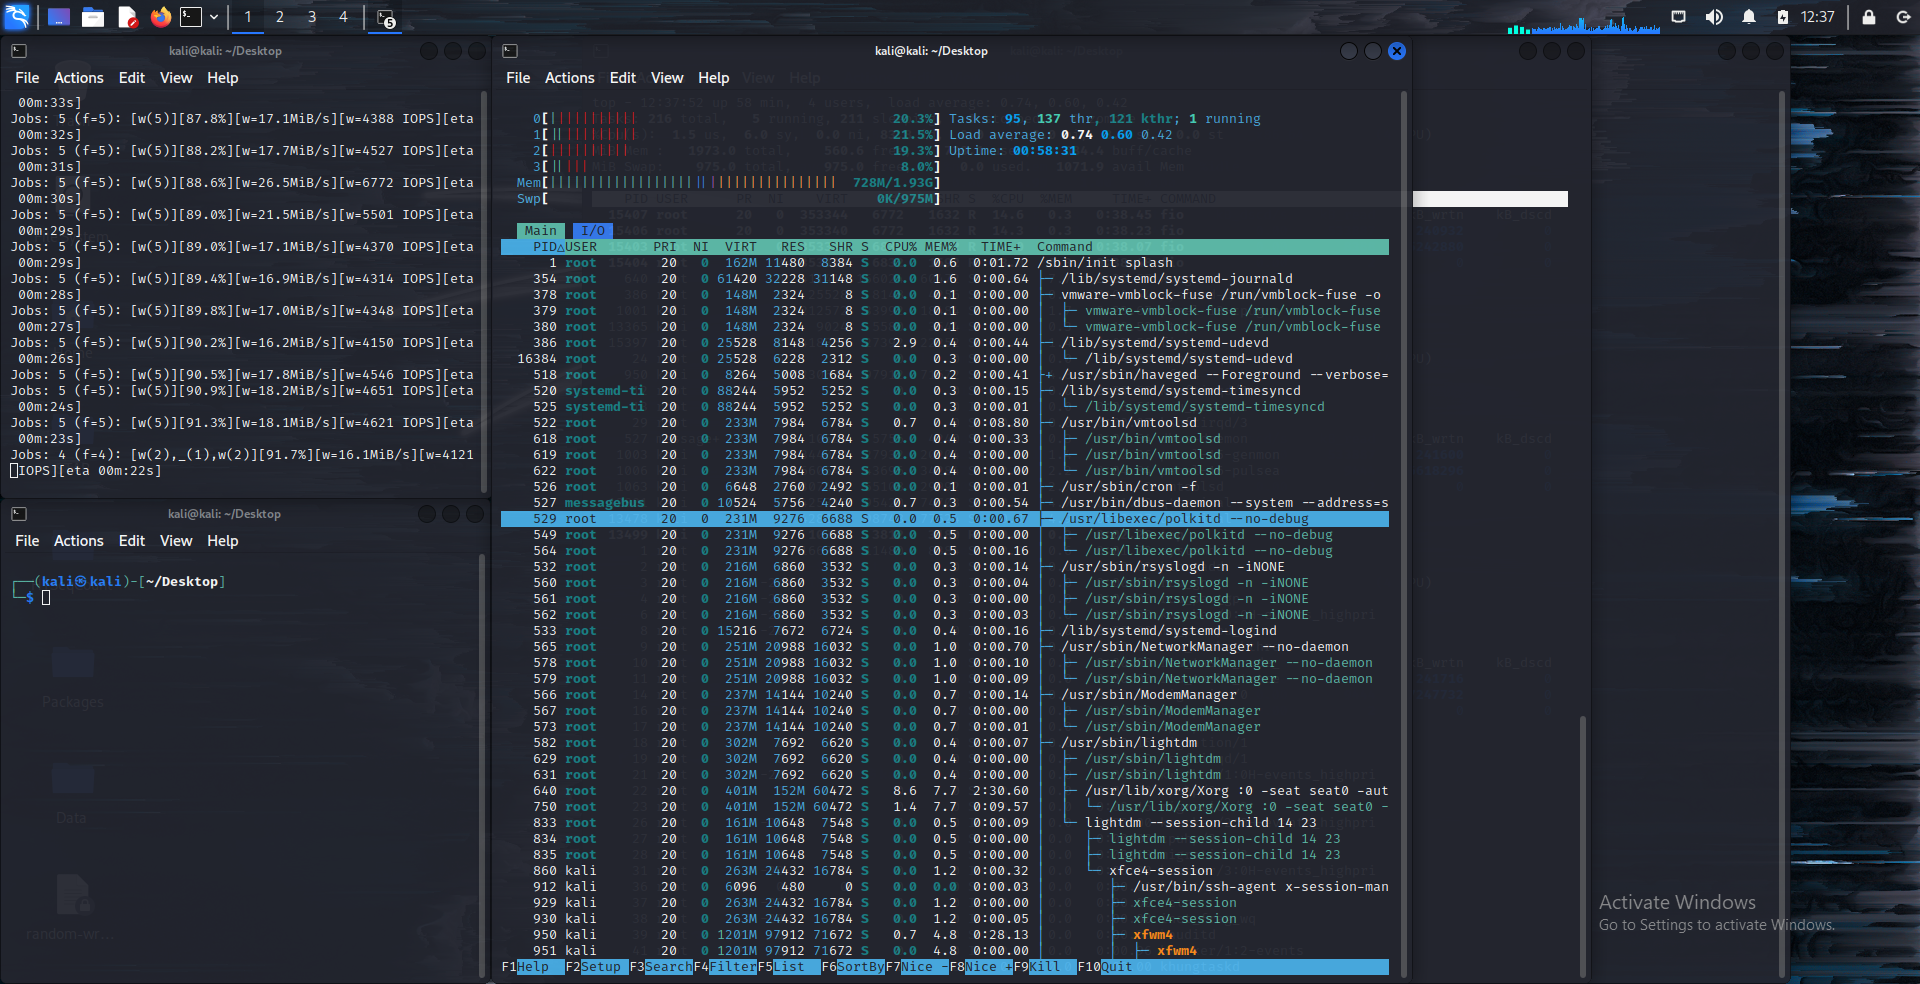 1 2 3 4 5 12:37
kali@kali: ~/Desktop
File Actions Edit View Help
00m:33s]
Jobs: 5 (f=5): [w(5)][87.8%][w=17.1MiB/s][w=4388 IOPS][eta
00m:32s]
Jobs: 5 (f=5): [w(5)][88.2%][w=17.7MiB/s][w=4527 IOPS][eta
00m:31s]
Jobs: 5 (f=5): [w(5)][88.6%][w=26.5MiB/s][w=6772 IOPS][eta
00m:30s]
Jobs: 5 (f=5): [w(5)][89.0%][w=21.5MiB/s][w=5501 IOPS][eta
00m:29s]
Jobs: 5 (f=5): [w(5)][89.0%][w=17.1MiB/s][w=4370 IOPS][eta
00m:29s]
Jobs: 5 (f=5): [w(5)][89.4%][w=16.9MiB/s][w=4314 IOPS][eta
00m:28s]
Jobs: 5 (f=5): [w(5)][89.8%][w=17.0MiB/s][w=4348 IOPS][eta
00m:27s]
Jobs: 5 (f=5): [w(5)][90.2%][w=16.2MiB/s][w=4150 IOPS][eta
00m:26s]
Jobs: 5 (f=5): [w(5)][90.5%][w=17.8MiB/s][w=4546 IOPS][eta
Jobs: 5 (f=5): [w(5)][90.9%][w=18.2MiB/s][w=4651 IOPS][eta
00m:24s]
Jobs: 5 (f=5): [w(5)][91.3%][w=18.1MiB/s][w=4621 IOPS][eta
00m:23s]
Jobs: 4 (f=4): [w(2),_(1),w(2)][91.7%][w=16.1MiB/s][w=4121
IOPS][eta 00m:22s]
kali@kali: ~/Desktop
File Actions Edit View Help
┌──(kali㉿kali)-[~/Desktop]
└─$
Packages
Data
random-wr...
kali@kali: ~/Desktop
File Actions Edit View Help
0[||||||||||| 20.3%] Tasks: 95, 137 thr, 121 kthr; 1 running
1[||||||||||| 21.5%] Load average: 0.74 0.60 0.42
2[|||||||||| 19.3%] Uptime: 00:58:31
3[||||| 8.0%]
Mem[|||||||||||||||||||||||||||||||||||| 728M/1.93G]
Swp[ 0K/975M]
Main I/O
PID△USER PRI NI VIRT RES SHR S CPU% MEM% TIME+ Command
1 root 20 0 162M 11480 8384 S 0.0 0.6 0:01.72 /sbin/init splash
354 root 20 0 61420 32228 31148 S 0.0 1.6 0:00.64 ├─ /lib/systemd/systemd-journald
378 root 20 0 148M 2324 8 S 0.0 0.1 0:00.00 ├─ vmware-vmblock-fuse /run/vmblock-fuse -o
379 root 20 0 148M 2324 8 S 0.0 0.1 0:00.00 │ ├─ vmware-vmblock-fuse /run/vmblock-fuse
380 root 20 0 148M 2324 8 S 0.0 0.1 0:00.00 │ └─ vmware-vmblock-fuse /run/vmblock-fuse
386 root 20 0 25528 8148 4256 S 2.9 0.4 0:00.44 ├─ /lib/systemd/systemd-udevd
16384 root 20 0 25528 6228 2312 S 0.0 0.3 0:00.00 │ └─ /lib/systemd/systemd-udevd
518 root 20 0 8264 5008 1684 S 0.0 0.2 0:00.41 ├+ /usr/sbin/haveged --Foreground --verbose=
520 systemd-ti 20 0 88244 5952 5252 S 0.0 0.3 0:00.15 ├─ /lib/systemd/systemd-timesyncd
525 systemd-ti 20 0 88244 5952 5252 S 0.0 0.3 0:00.01 │ └─ /lib/systemd/systemd-timesyncd
522 root 20 0 233M 7984 6784 S 0.7 0.4 0:08.80 ├─ /usr/bin/vmtoolsd
618 root 20 0 233M 7984 6784 S 0.0 0.4 0:00.33 │ ├─ /usr/bin/vmtoolsd
619 root 20 0 233M 7984 6784 S 0.0 0.4 0:00.00 │ ├─ /usr/bin/vmtoolsd
622 root 20 0 233M 7984 6784 S 0.0 0.4 0:00.00 │ └─ /usr/bin/vmtoolsd
526 root 20 0 6648 2760 2492 S 0.0 0.1 0:00.01 ├─ /usr/sbin/cron -f
527 messagebus 20 0 10524 5756 4240 S 0.7 0.3 0:00.54 ├─ /usr/bin/dbus-daemon --system --address=s
529 root 20 0 231M 9276 6688 S 0.0 0.5 0:00.67 ├─ /usr/libexec/polkitd --no-debug
549 root 20 0 231M 9276 6688 S 0.0 0.5 0:00.00 │ ├─ /usr/libexec/polkitd --no-debug
564 root 20 0 231M 9276 6688 S 0.0 0.5 0:00.16 │ └─ /usr/libexec/polkitd --no-debug
532 root 20 0 216M 6860 3532 S 0.0 0.3 0:00.14 ├─ /usr/sbin/rsyslogd -n -iNONE
560 root 20 0 216M 6860 3532 S 0.0 0.3 0:00.04 │ ├─ /usr/sbin/rsyslogd -n -iNONE
561 root 20 0 216M 6860 3532 S 0.0 0.3 0:00.00 │ ├─ /usr/sbin/rsyslogd -n -iNONE
562 root 20 0 216M 6860 3532 S 0.0 0.3 0:00.03 │ └─ /usr/sbin/rsyslogd -n -iNONE
533 root 20 0 15216 7672 6724 S 0.0 0.4 0:00.16 ├─ /lib/systemd/systemd-logind
565 root 20 0 251M 20988 16032 S 0.0 1.0 0:00.70 ├─ /usr/sbin/NetworkManager --no-daemon
578 root 20 0 251M 20988 16032 S 0.0 1.0 0:00.10 │ ├─ /usr/sbin/NetworkManager --no-daemon
579 root 20 0 251M 20988 16032 S 0.0 1.0 0:00.09 │ └─ /usr/sbin/NetworkManager --no-daemon
566 root 20 0 237M 14144 10240 S 0.0 0.7 0:00.14 ├─ /usr/sbin/ModemManager
567 root 20 0 237M 14144 10240 S 0.0 0.7 0:00.00 │ ├─ /usr/sbin/ModemManager
573 root 20 0 237M 14144 10240 S 0.0 0.7 0:00.01 │ └─ /usr/sbin/ModemManager
582 root 20 0 302M 7692 6620 S 0.0 0.4 0:00.07 ├─ /usr/sbin/lightdm
629 root 20 0 302M 7692 6620 S 0.0 0.4 0:00.00 │ ├─ /usr/sbin/lightdm
631 root 20 0 302M 7692 6620 S 0.0 0.4 0:00.00 │ ├─ /usr/sbin/lightdm
640 root 20 0 401M 152M 60472 S 8.6 7.7 2:30.60 │ ├─ /usr/lib/xorg/Xorg :0 -seat seat0 -aut
750 root 20 0 401M 152M 60472 S 1.4 7.7 0:09.57 │ │ └─ /usr/lib/xorg/Xorg :0 -seat seat0 -
833 root 20 0 161M 10648 7548 S 0.0 0.5 0:00.09 │ └─ lightdm --session-child 14 23
834 root 20 0 161M 10648 7548 S 0.0 0.5 0:00.00 │ ├─ lightdm --session-child 14 23
835 root 20 0 161M 10648 7548 S 0.0 0.5 0:00.00 │ ├─ lightdm --session-child 14 23
860 kali 20 0 263M 24432 16784 S 0.0 1.2 0:00.32 │ └─ xfce4-session
912 kali 20 0 6096 480 0 S 0.0 0.0 0:00.03 │ ├─ /usr/bin/ssh-agent x-session-man
929 kali 20 0 263M 24432 16784 S 0.0 1.2 0:00.00 │ ├─ xfce4-session
930 kali 20 0 263M 24432 16784 S 0.0 1.2 0:00.05 │ ├─ xfce4-session
950 kali 20 0 1201M 97912 71672 S 0.7 4.8 0:28.13 │ ├─ xfwm4
951 kali 20 0 1201M 97912 71672 S 0.0 4.8 0:00.00 │ │ ├─ xfwm4
F1Help F2Setup F3SearchF4FilterF5List F6SortByF7Nice -F8Nice +F9Kill F10Quit
Activate Windows
Go to Settings to activate Windows.